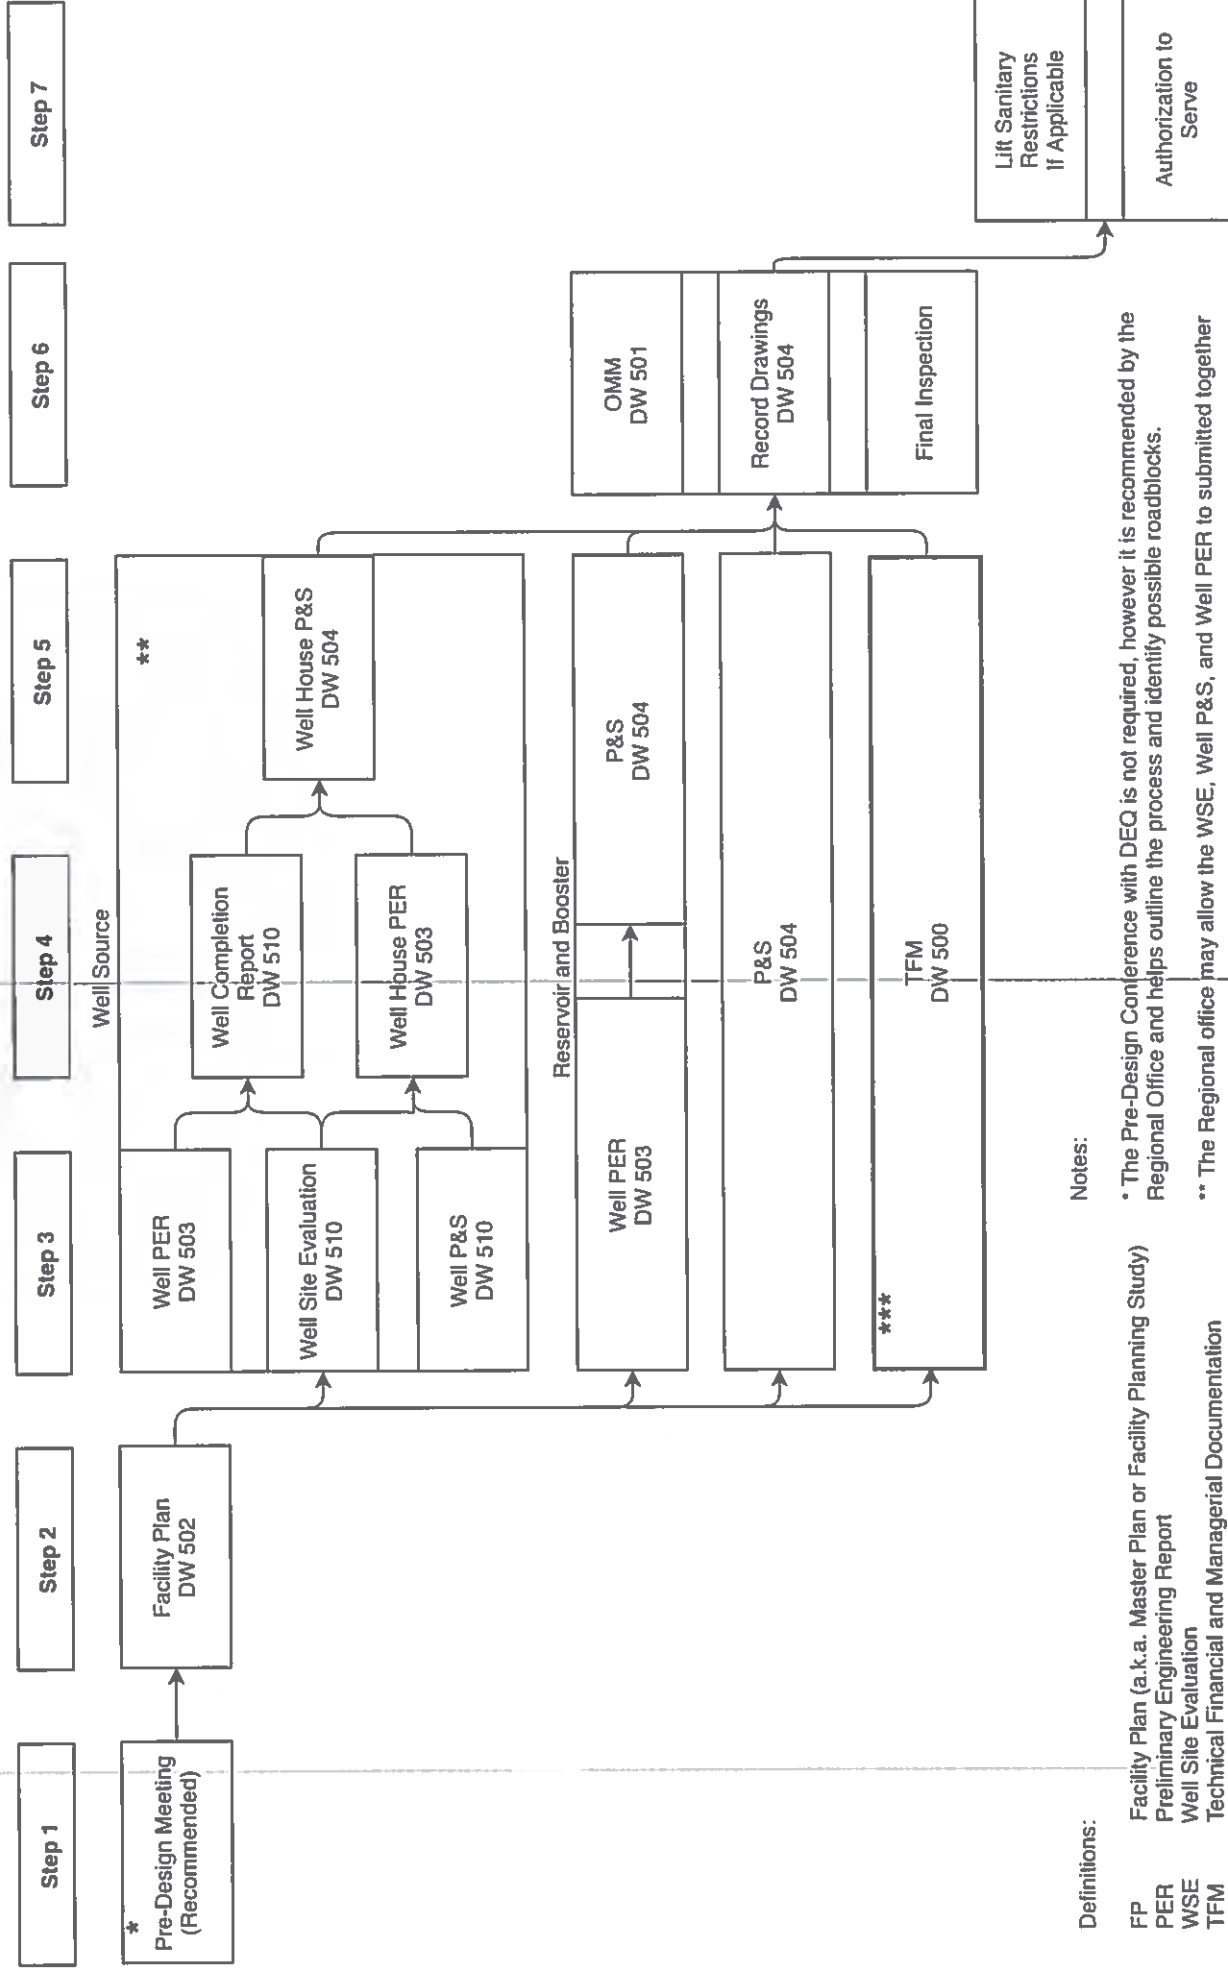 Step 1
Step 2
Step 3
Step 4
Step 5
Step 6
Step 7
*
Pre-Design Meeting
(Recommended)
Facility Plan
DW 502
Well Source
**
Well PER
DW 503
Well Site Evaluation
DW 510
Well P&S
DW 510
Well Completion
Report
DW 510
Well House PER
DW 503
Well House P&S
DW 504
Reservoir and Booster
Well PER
DW 503
P&S
DW 504
P&S
DW 504
***
TFM
DW 500
OMM
DW 501
Record Drawings
DW 504
Final Inspection
Lift Sanitary
Restrictions
If Applicable
Authorization to
Serve
Definitions:
FP Facility Plan (a.k.a. Master Plan or Facility Planning Study)
PER Preliminary Engineering Report
WSE Well Site Evaluation
TFM Technical Financial and Managerial Documentation
Notes:
* The Pre-Design Conference with DEQ is not required, however it is recommended by the
Regional Office and helps outline the process and identify possible roadblocks.
** The Regional office may allow the WSE, Well P&S, and Well PER to submitted together